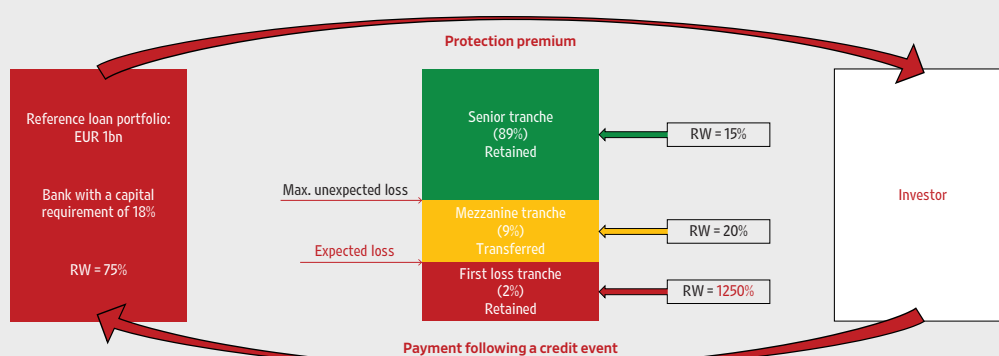 Protection premium
Reference loan portfolio:
EUR 1bn
Bank with a capital
requirement of 18%
RW = 75%
Senior tranche
(89%)
Retained
RW = 15%
Max. unexpected loss
Mezzanine tranche
(9%)
Transferred
RW = 20%
Expected loss
First loss tranche
(2%)
Retained
RW = 1250%
Investor
Payment following a credit event